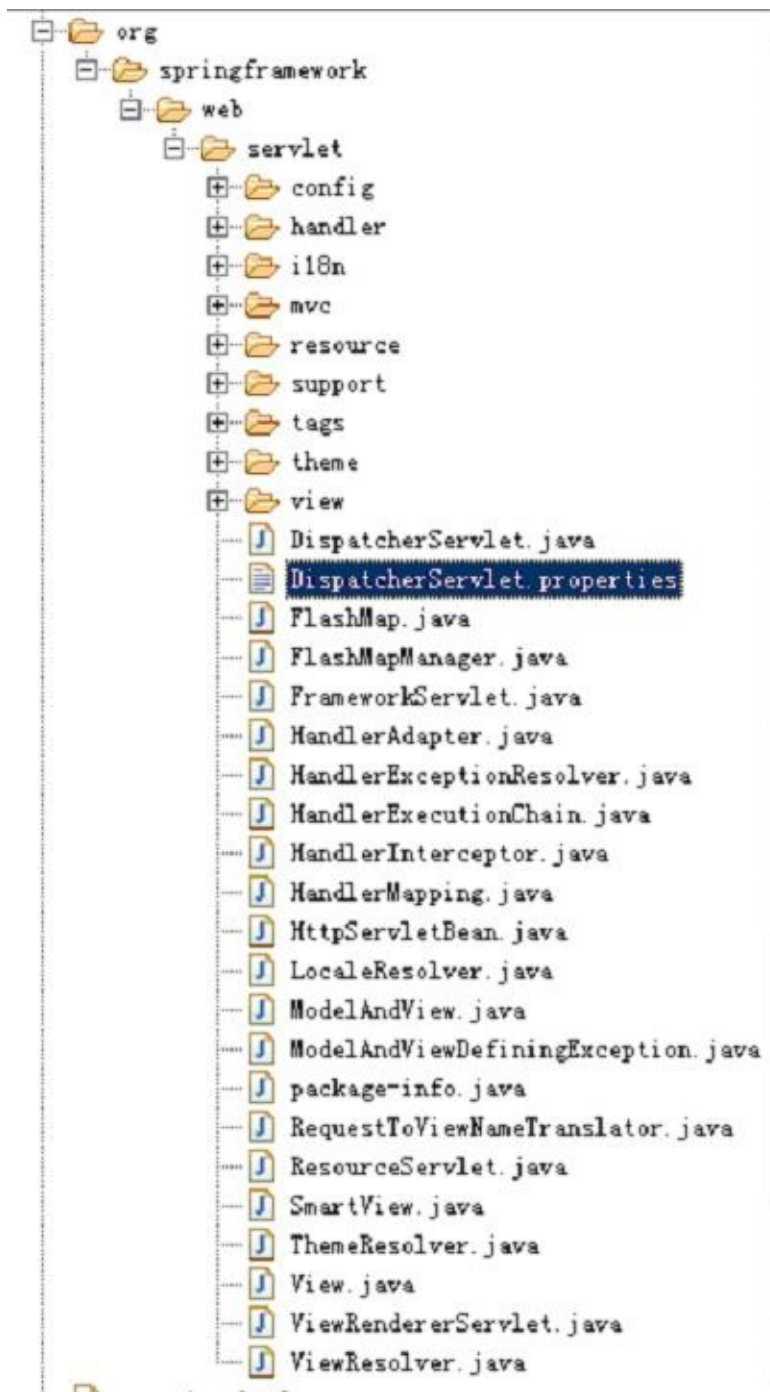 org
springframework
web
servlet
config
handler
i18n
mvc
resource
support
tags
theme
view
DispatcherServlet.java
DispatcherServlet.properties
FlashMap.java
FlashMapManager.java
FrameworkServlet.java
HandlerAdapter.java
HandlerExceptionResolver.java
HandlerExecutionChain.java
HandlerInterceptor.java
HandlerMapping.java
HttpServletBean.java
LocaleResolver.java
ModelAndView.java
ModelAndViewDefiningException.java
package-info.java
RequestToViewNameTranslator.java
ResourceServlet.java
SmartView.java
ThemeResolver.java
View.java
ViewRendererServlet.java
ViewResolver.java